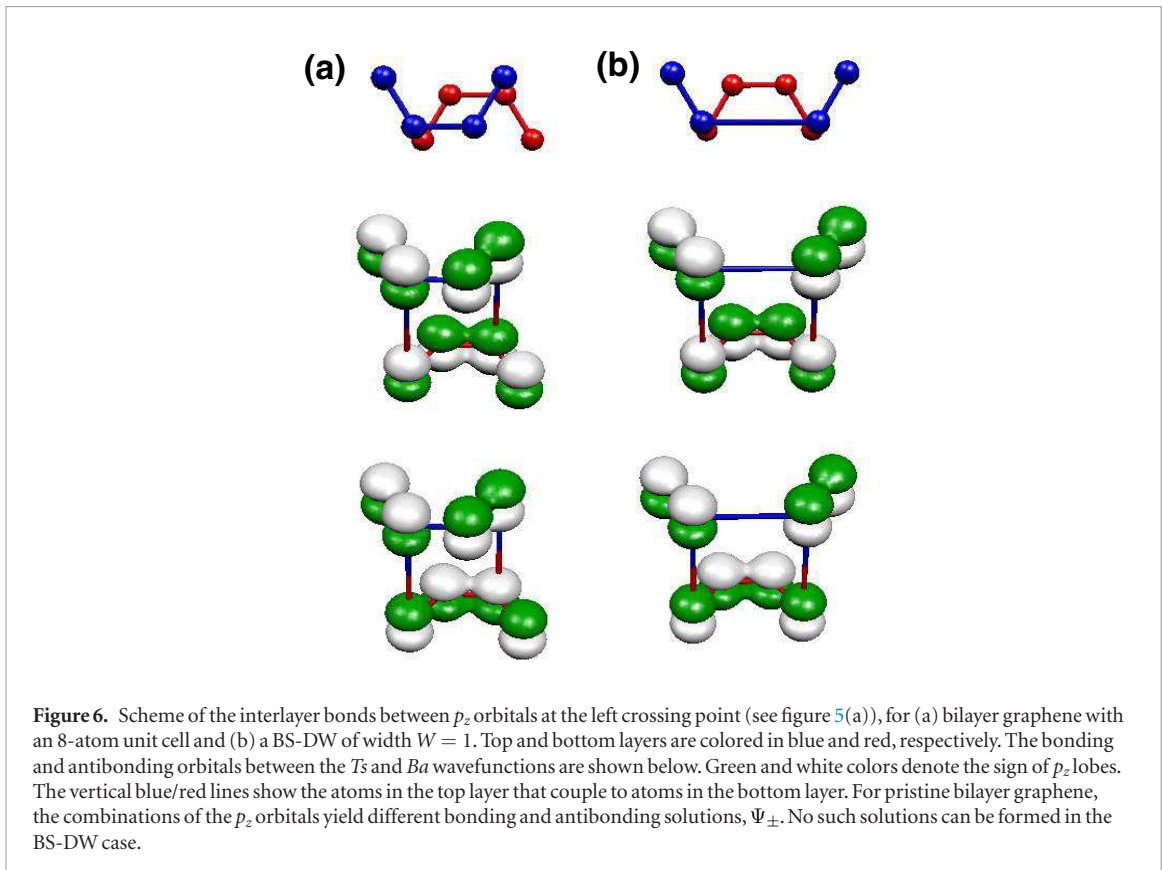 (a)
(b)
Figure 6. Scheme of the interlayer bonds between pz orbitals at the left crossing point (see figure 5(a)), for (a) bilayer graphene with
an 8-atom unit cell and (b) a BS-DW of width W = 1. Top and bottom layers are colored in blue and red, respectively. The bonding
and antibonding orbitals between the Ts and Ba wavefunctions are shown below. Green and white colors denote the sign of pz lobes.
The vertical blue/red lines show the atoms in the top layer that couple to atoms in the bottom layer. For pristine bilayer graphene,
the combinations of the pz orbitals yield different bonding and antibonding solutions, Ψ±. No such solutions can be formed in the
BS-DW case.